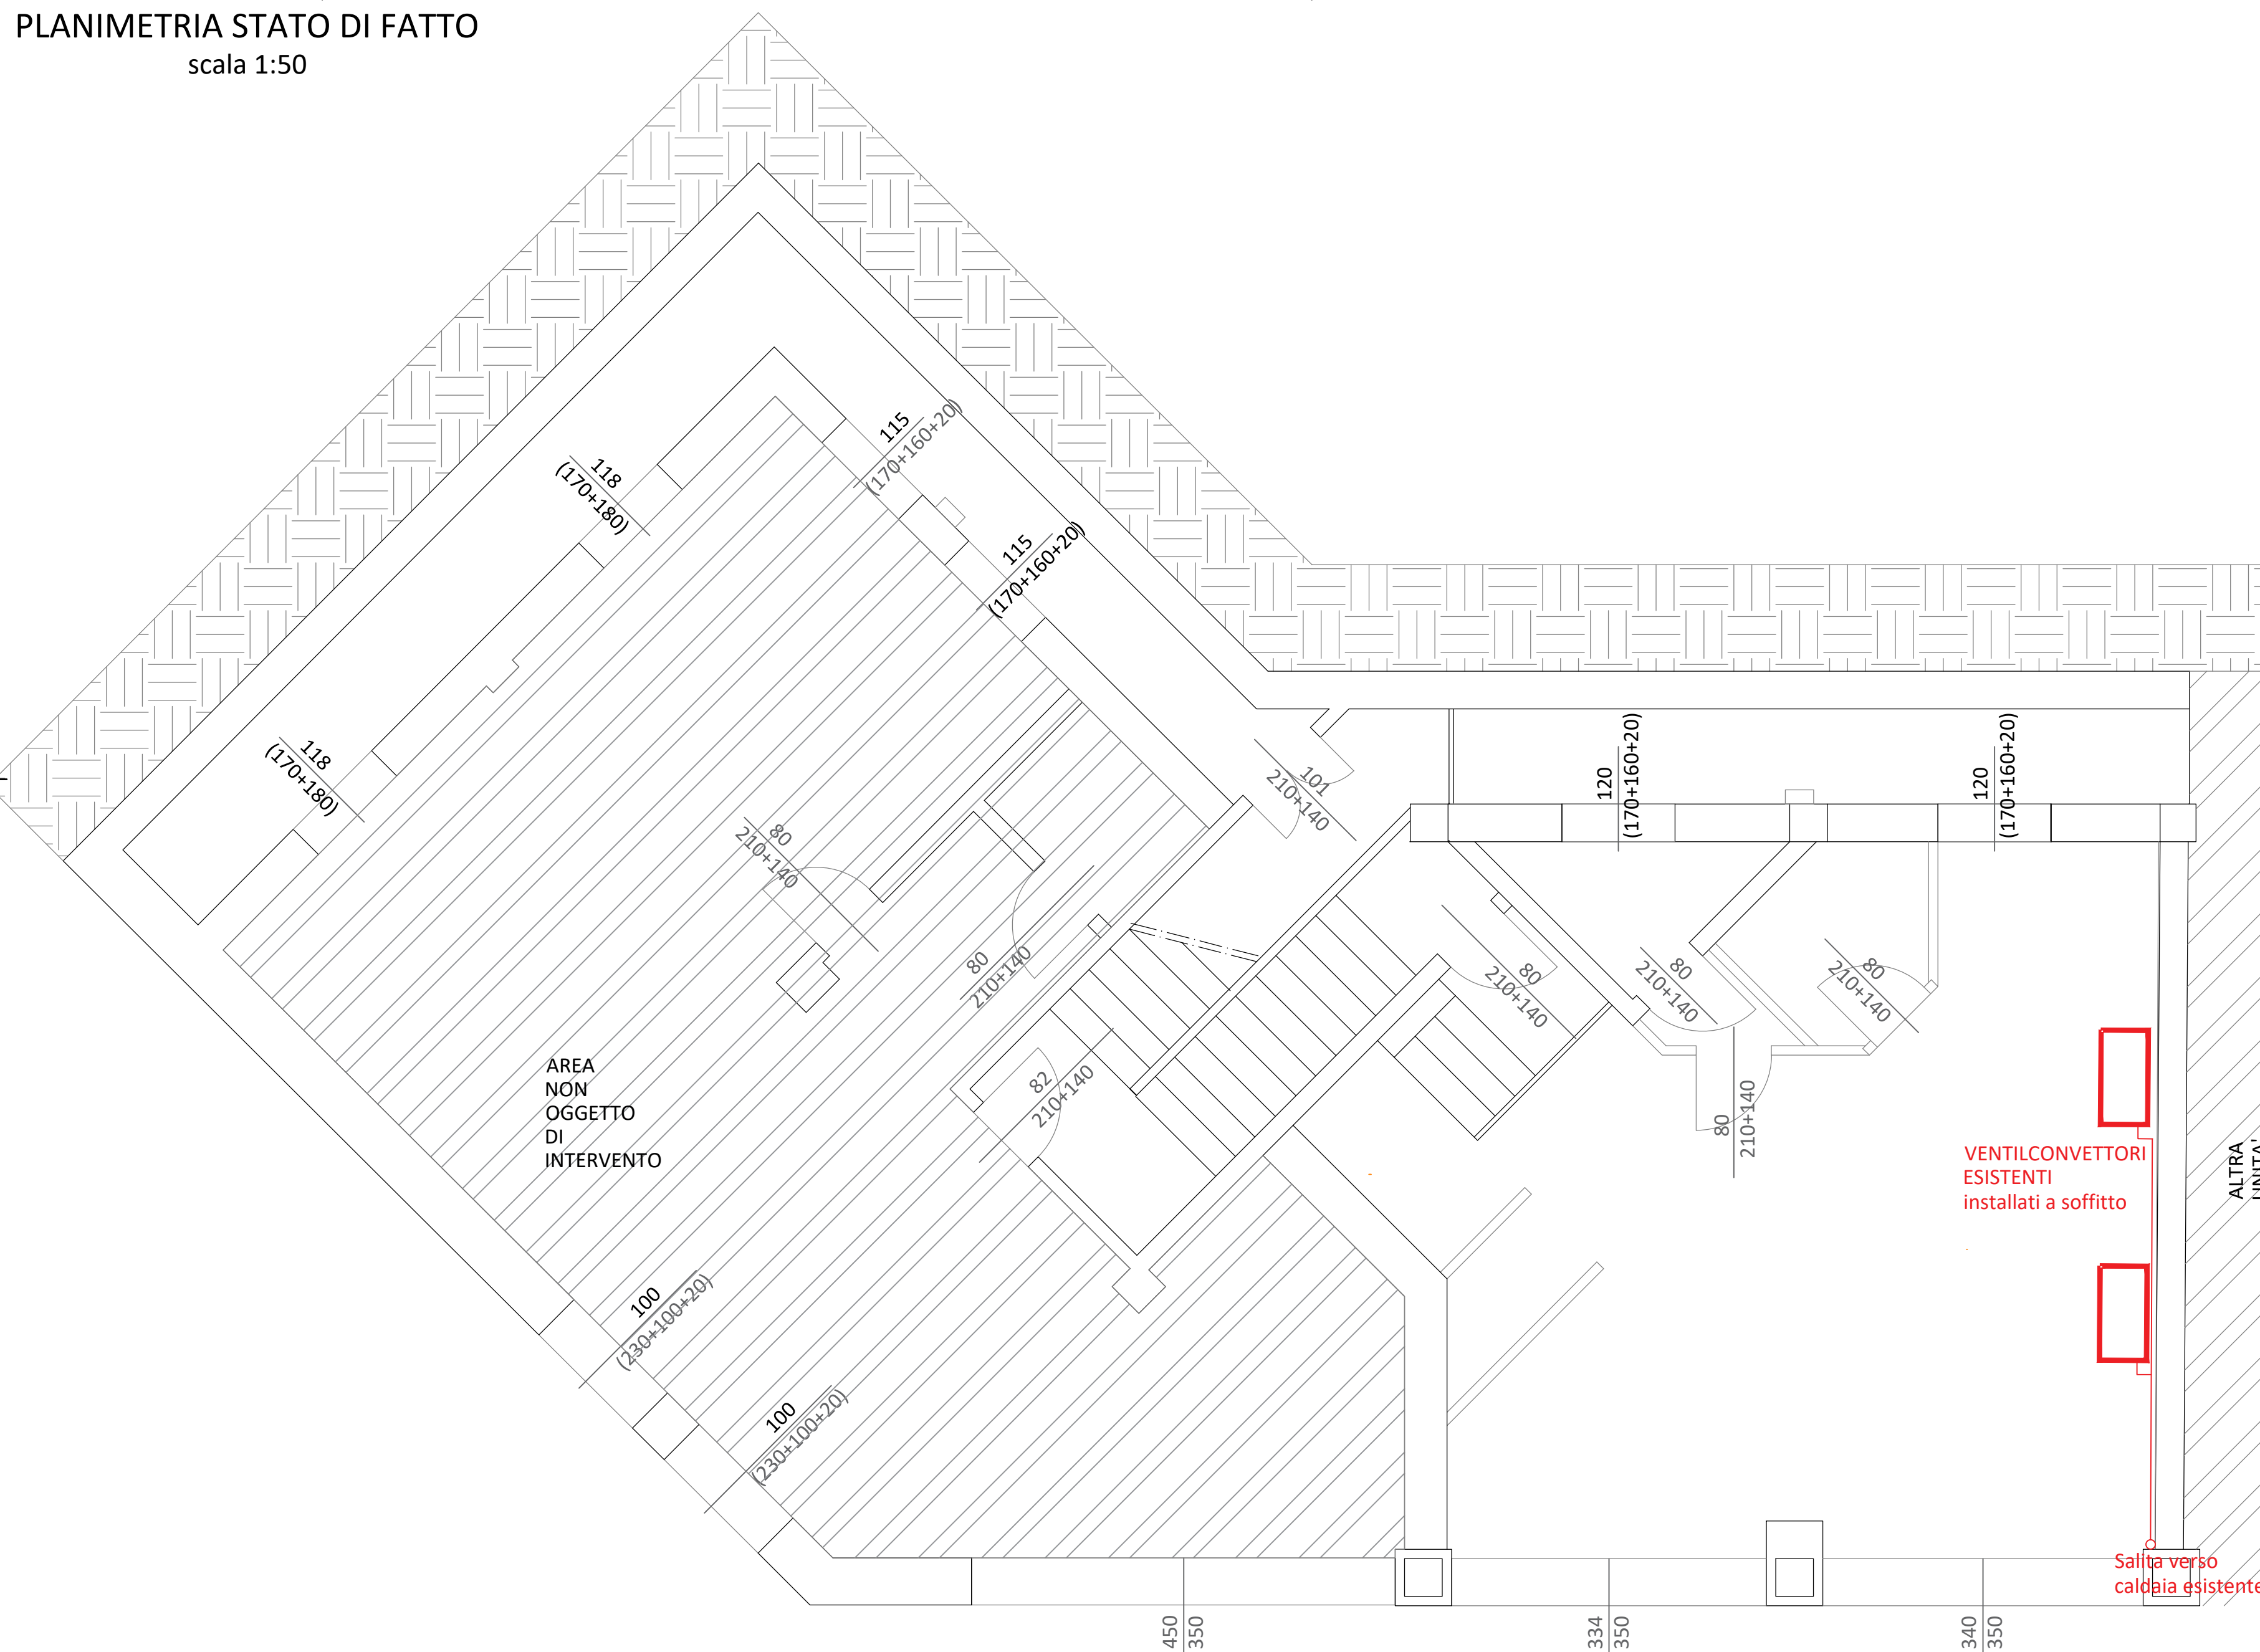 PLANIMETRIA STATO DI FATTO
scala 1:50
115
(170+160+20)
118
(170+180)
115
(170+160+20)
118
(170+180)
101
210+140
120
(170+160+20)
120
(170+160+20)
80
210+140
80
210+140
80
210+140
80
210+140
80
210+140
82
210+140
80
210+140
AREA
NON
OGGETTO
DI
INTERVENTO
VENTILCONVETTORI
ESISTENTI
installati a soffitto
ALTRA
UNITA'
100
(230+100+20)
100
(230+100+20)
Salita verso
caldaia esistente
450
350
334
350
340
350